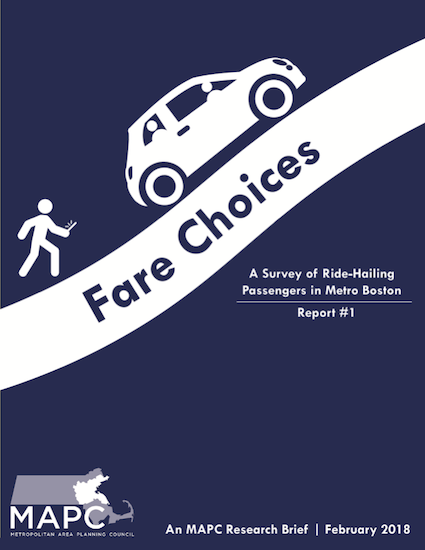 Fare Choices
A Survey of Ride-Hailing
Passengers in Metro Boston
Report #1
MAPC
METROPOLITAN AREA PLANNING COUNCIL
An MAPC Research Brief | February 2018